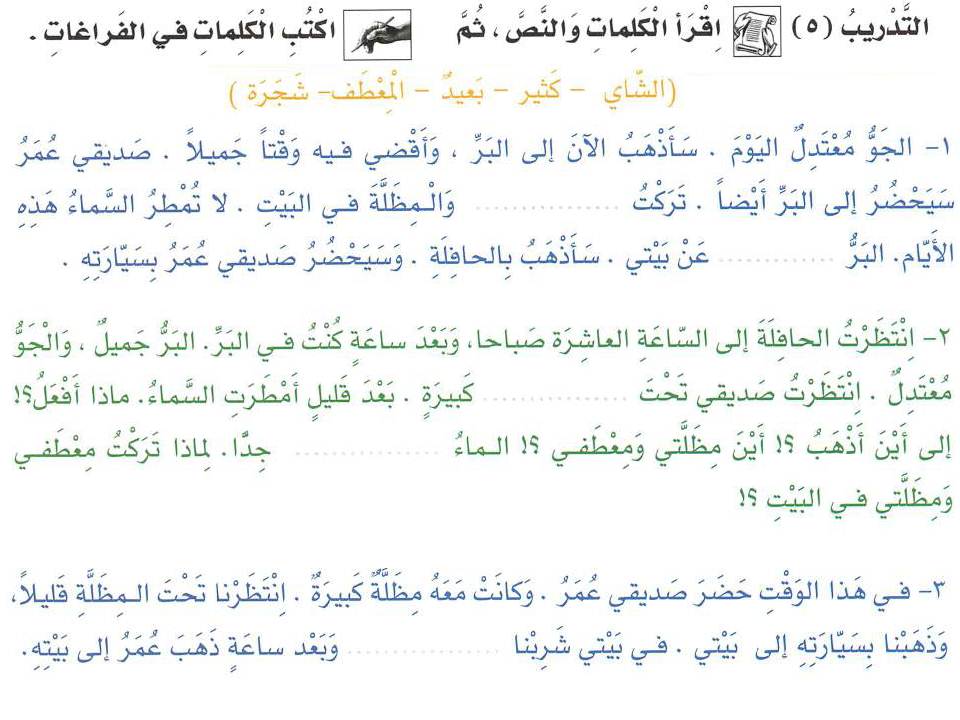 التَّدْرِيبُ (٥) اِقْرَأ الْكَلِماتِ وَالنَّصَّ ، ثُمَّ اكْتُبِ الْكَلِماتِ في الفَراغاتِ .
(الشّاي – كَثير – بَعيدٌ – الْمِعْطَف– شَجَرَة )
١– الجَوُّ مُعْتَدِلٌ اليَوْمَ . سَأَذْهَبُ الآنَ إلى البَرِّ ، وَأَقْضي فيه وَقْتاً جَميلاً . صَديقي عُمَرُ
سَيَحْضُرُ إلى البَرِّ أَيْضاً . تَرَكْتُ ................ وَالْمِظَلَّةَ في البَيْتِ . لا تُمْطِرُ السَّماءُ هَذِهِ
الأَيّام. البَرُّ ............. عَنْ بَيْتي . سَأَذْهَبُ بِالحافِلَةِ . وَسَيَحْضُرُ صَديقي عُمَرُ بِسَيّارَتِهِ .
٢– اِنْتَظَرْتُ الحافِلَةَ إلى السّاعَةِ العاشِرَة صَباحا، وَبَعْدَ ساعَةٍ كُنْتُ في البَرِّ. البَرُّ جَميلٌ ، وَالْجَوُّ
مُعْتَدِلٌ . اِنْتَظَرْتُ صَديقي تَحْتَ ................ كَبيرَةٍ . بَعْدَ قَليلٍ أَمْطَرَتِ السَّماءُ. ماذا أَفْعَلُ؟!
إلى أَيْنَ أَذْهَبُ ؟! أَيْنَ مِظَلَّتي وَمِعْطَفي ؟! الماءُ ................ جِدًّا. لِماذا تَرَكْتُ مِعْطَفي
وَمِظَلَّتي في البَيْتِ ؟!
٣– في هَذا الوَقْتِ حَضَرَ صَديقي عُمَرُ . وَكانَتْ مَعَهُ مِظَلَّةٌ كَبيرَةٌ . اِنْتَظَرْنا تَحْتَ المِظَلَّةِ قَليلاً،
وَذَهَبْنا بِسَيّارَتِهِ إلى بَيْتي . في بَيْتي شَرِبْنا ................. وَبَعْد ساعَةٍ ذَهَبَ عُمَرُ إلى بَيْتِهِ.